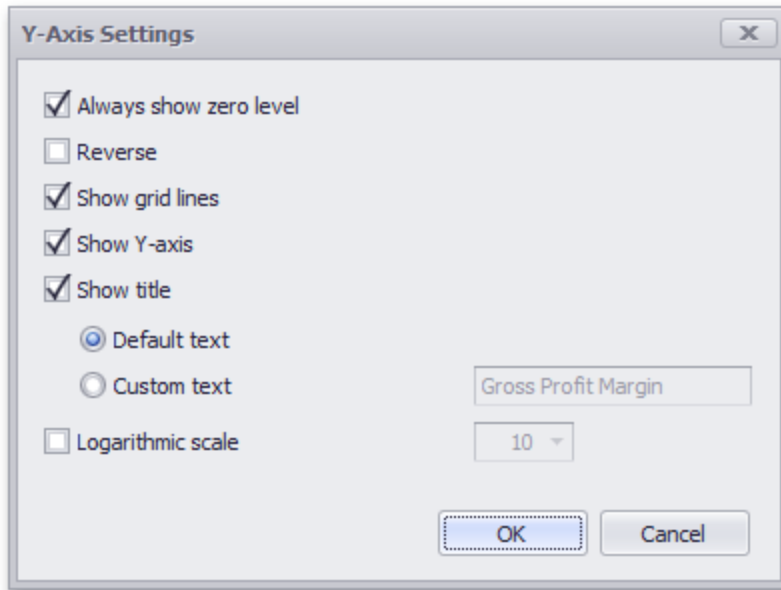 Y-Axis Settings
Always show zero level
Reverse
Show grid lines
Show Y-axis
Show title
Default text
Custom text Gross Profit Margin
Logarithmic scale 10
OK Cancel